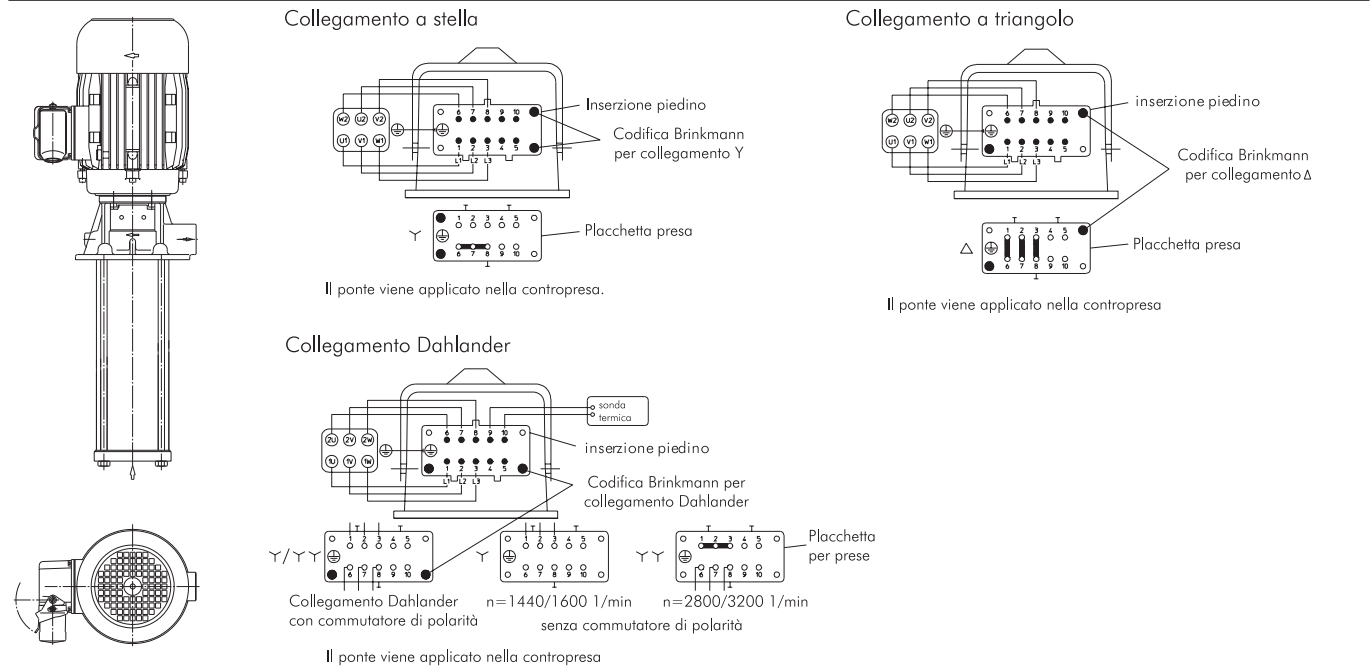 Collegamento a stella
6 7 8 9 10
W2 U2 V2
U1 V1 W1
1 2 3 4 5
L1 L2 L3
Inserzione piedino
Codifica Brinkmann
per collegamento Y
1 2 3 4 5
6 7 8 9 10
Placchetta presa
Il ponte viene applicato nella contropresa.
Collegamento a triangolo
6 7 8 9 10
W2 U2 V2
U1 V1 W1
1 2 3 4 5
L1 L2 L3
inserzione piedino
Codifica Brinkmann
per collegamento Δ
1 2 3 4 5
6 7 8 9 10
Placchetta presa
Il ponte viene applicato nella contropresa
Collegamento Dahlander
sonda
termica
6 7 8 9 10
2U 2V 2W
1U 1V 1W
1 2 3 4 5
L1 L2 L3
inserzione piedino
Codifica Brinkmann per
collegamento Dahlander
1 2 3 4 5
6 7 8 9 10
1 2 3 4 5
6 7 8 9 10
1 2 3 4 5
6 7 8 9 10
Placchetta
per prese
Collegamento Dahlander
con commutatore di polarità
n=1440/1600 1/min
n=2800/3200 1/min
senza commutatore di polarità
Il ponte viene applicato nella contropresa